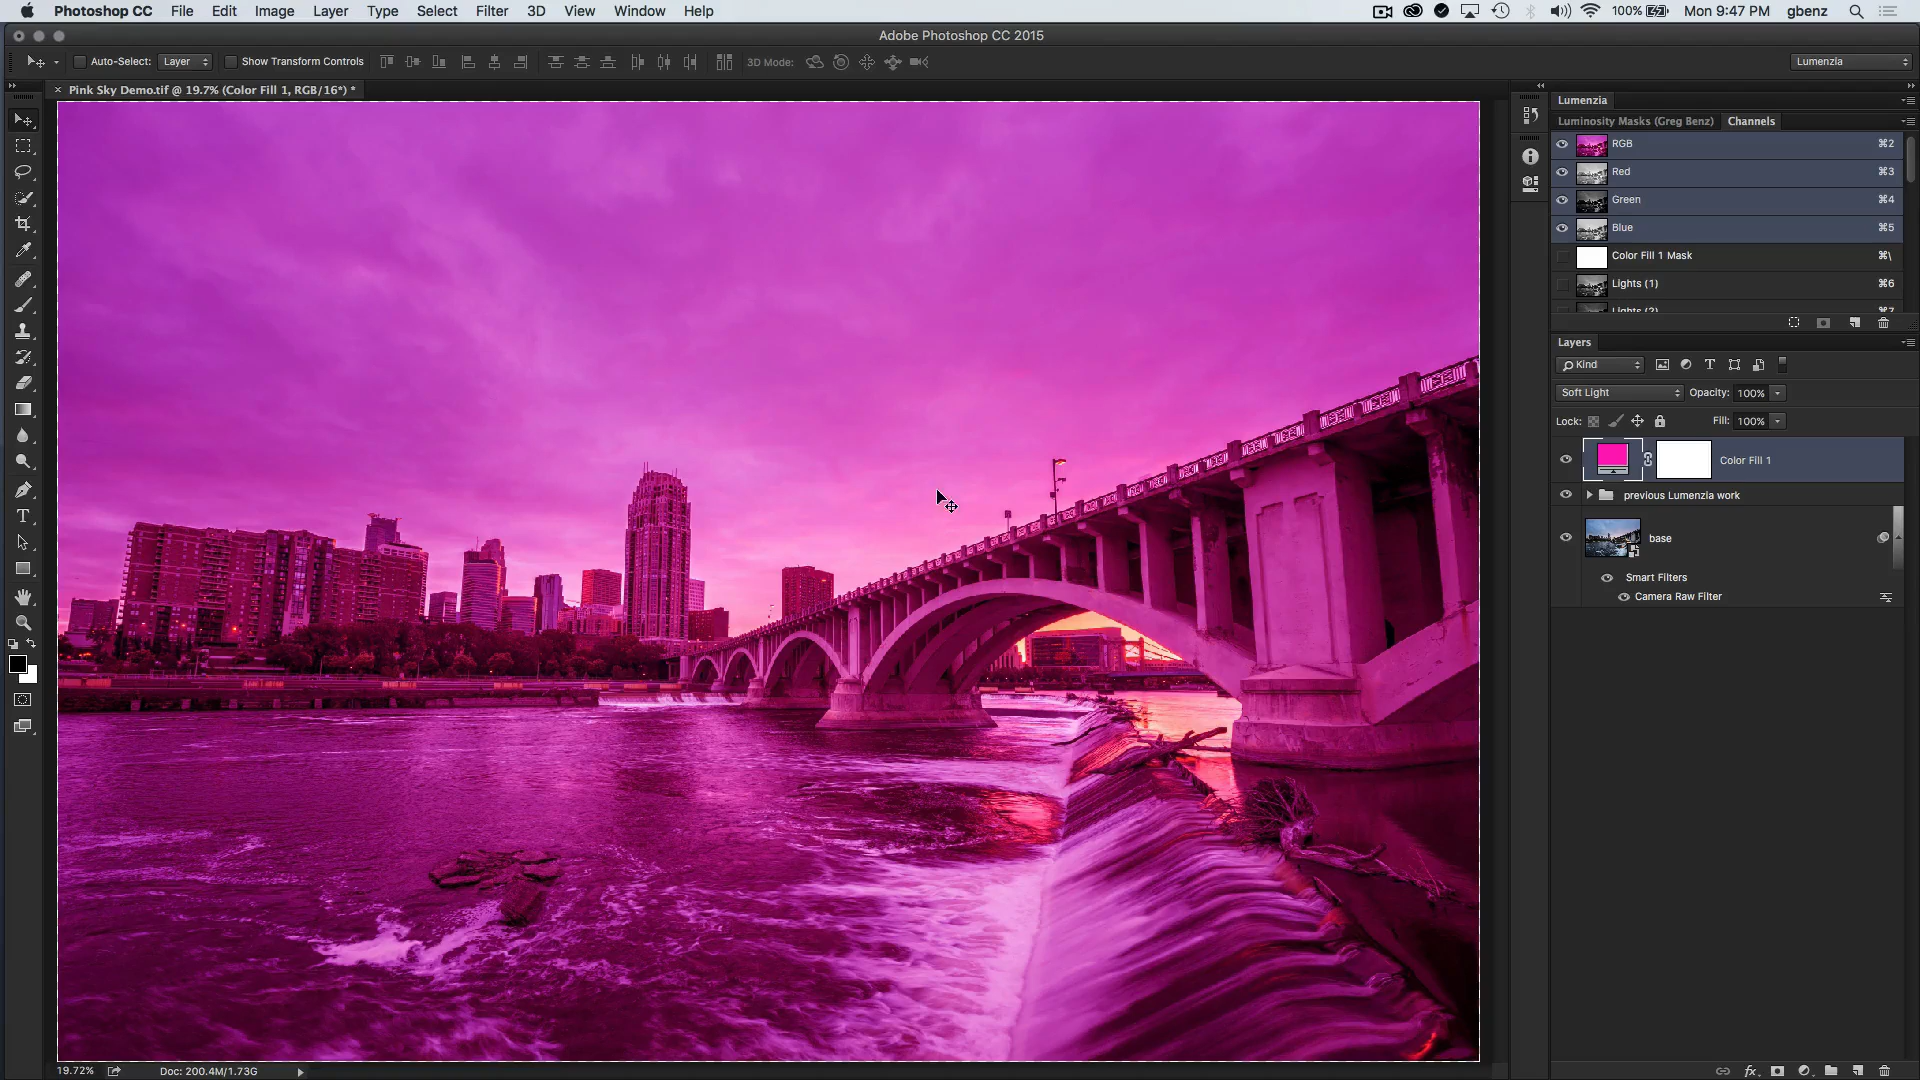 Photoshop CC File Edit Image Layer Type Select Filter 3D View Window Help 100% Mon 9:47 PM gbenz
Adobe Photoshop CC 2015
Auto-Select: Layer Show Transform Controls 3D Mode: Lumenzia
× Pink Sky Demo.tif @ 19.7% (Color Fill 1, RGB/16*) *
Lumenzia
Luminosity Masks (Greg Benz) Channels
RGB ⌘2
Red ⌘3
Green ⌘4
Blue ⌘5
Color Fill 1 Mask ⌘\
Lights (1) ⌘6
Lights (2) ⌘7
Layers
Kind
Soft Light Opacity: 100%
Lock: Fill: 100%
Color Fill 1
previous Lumenzia work
base
Smart Filters
Camera Raw Filter
19.72% Doc: 200.4M/1.73G
fx